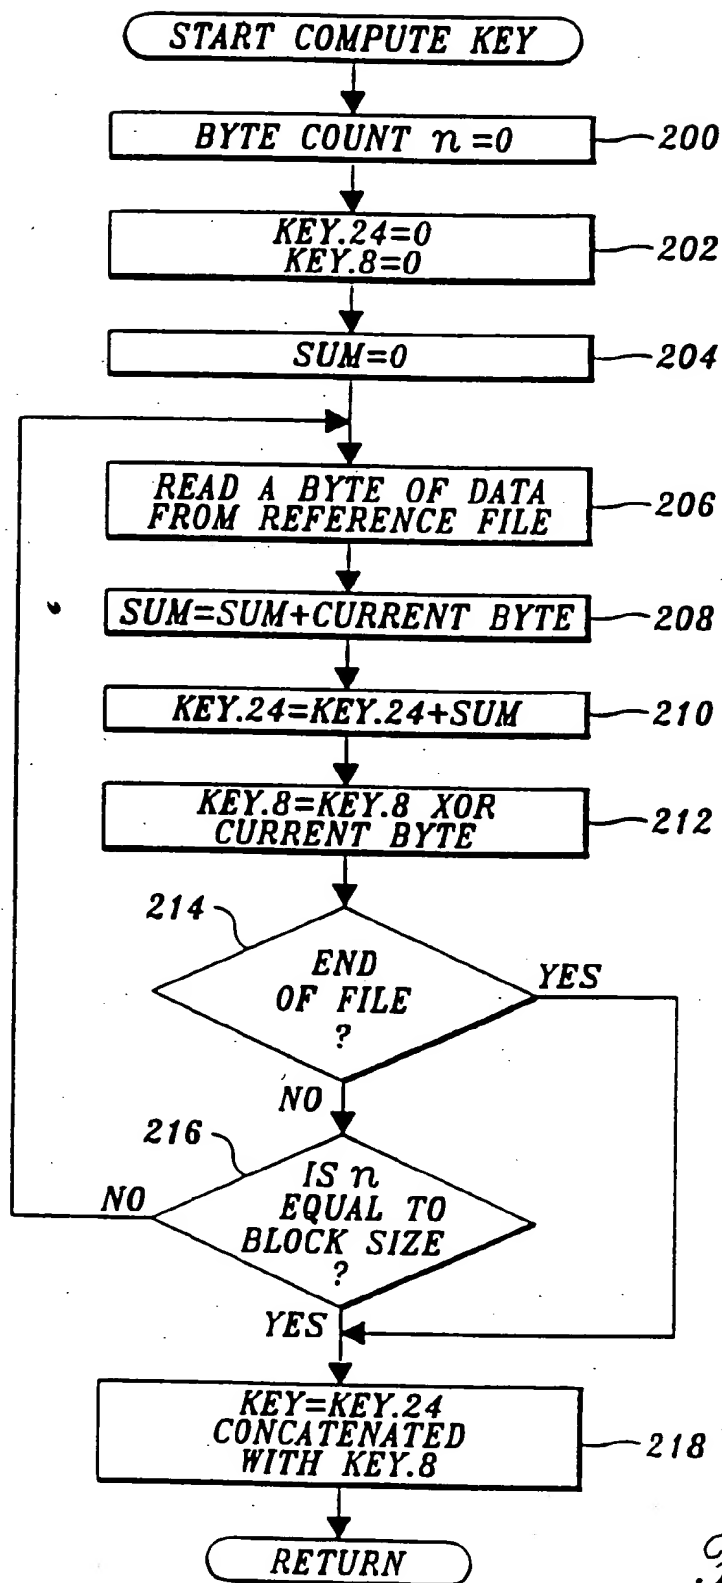 START COMPUTE KEY
BYTE COUNT n=0
200
KEY.24=0
KEY.8=0
202
SUM=0
204
READ A BYTE OF DATA
FROM REFERENCE FILE
206
SUM=SUM+CURRENT BYTE
208
KEY.24=KEY.24+SUM
210
KEY.8=KEY.8 XOR
CURRENT BYTE
212
214
END
OF FILE
?
YES
NO
216
IS n
EQUAL TO
BLOCK SIZE
?
NO
YES
KEY=KEY.24
CONCATENATED
WITH KEY.8
218
RETURN